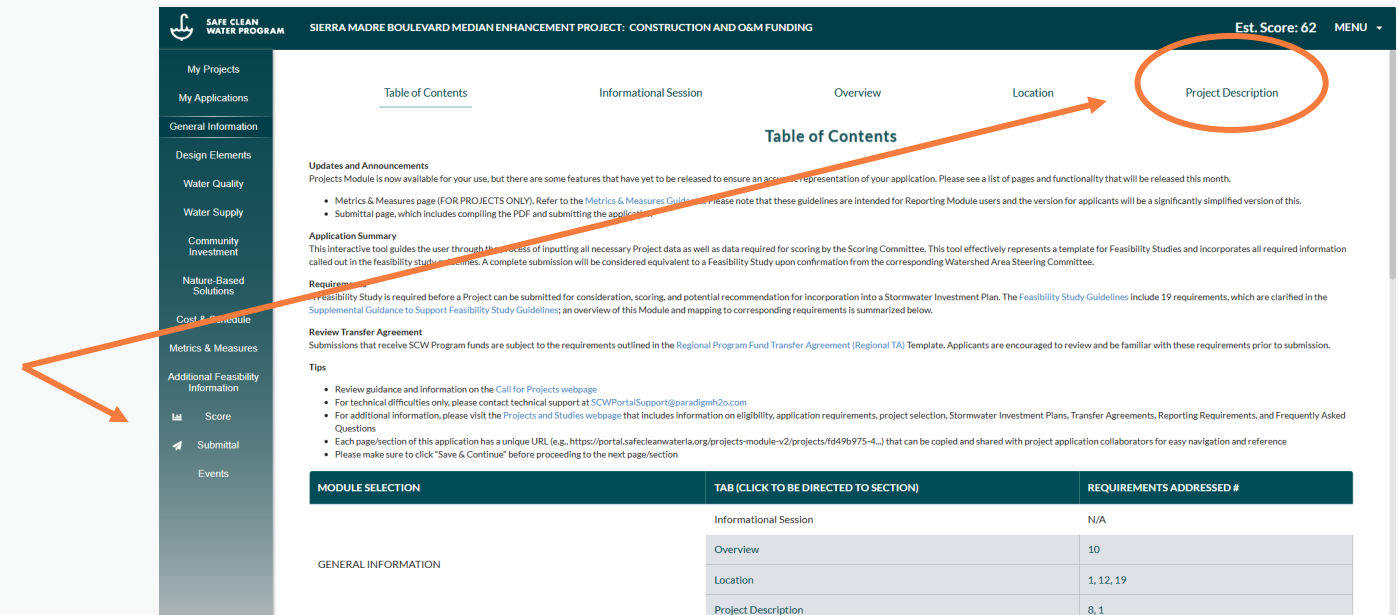 SAFE CLEAN
WATER PROGRAM
SIERRA MADRE BOULEVARD MEDIAN ENHANCEMENT PROJECT: CONSTRUCTION AND O&M FUNDING
Est. Score: 62
MENU
My Projects
My Applications
General Information
Design Elements
Water Quality
Water Supply
Community
Investment
Nature-Based
Solutions
Cost & Schedule
Metrics & Measures
Additional Feasibility
Information
Score
Submittal
Events
Table of Contents
Informational Session
Overview
Location
Project Description
Table of Contents
Updates and Announcements
Projects Module is now available for your use, but there are some features that have yet to be released to ensure an accurate representation of your application. Please see a list of pages and functionality that will be released this month.
• Metrics & Measures page (FOR PROJECTS ONLY). Refer to the Metrics & Measures Guidance. Please note that these guidelines are intended for Reporting Module users and the version for applicants will be a significantly simplified version of this.
• Submittal page, which includes compiling the PDF and submitting the application
Application Summary
This interactive tool guides the user through the process of inputting all necessary Project data as well as data required for scoring by the Scoring Committee. This tool effectively represents a template for Feasibility Studies and incorporates all required information
called out in the feasibility study guidelines. A complete submission will be considered equivalent to a Feasibility Study upon confirmation from the corresponding Watershed Area Steering Committee.
Requirements
A Feasibility Study is required before a Project can be submitted for consideration, scoring, and potential recommendation for incorporation into a Stormwater Investment Plan. The Feasibility Study Guidelines include 19 requirements, which are clarified in the
Supplemental Guidance to Support Feasibility Study Guidelines; an overview of this Module and mapping to corresponding requirements is summarized below.
Review Transfer Agreement
Submissions that receive SCW Program funds are subject to the requirements outlined in the Regional Program Fund Transfer Agreement (Regional TA) Template. Applicants are encouraged to review and be familiar with these requirements prior to submission.
Tips
• Review guidance and information on the Call for Projects webpage
• For technical difficulties only, please contact technical support at SCWPortalSupport@paradigmh2o.com
• For additional information, please visit the Projects and Studies webpage that includes information on eligibility, application requirements, project selection, Stormwater Investment Plans, Transfer Agreements, Reporting Requirements, and Frequently Asked
Questions
• Each page/section of this application has a unique URL (e.g., https://portal.safecleanwaterla.org/projects-module-v2/projects/fd49b975-4...) that can be copied and shared with project application collaborators for easy navigation and reference
• Please make sure to click "Save & Continue" before proceeding to the next page/section
MODULE SELECTION
TAB (CLICK TO BE DIRECTED TO SECTION)
REQUIREMENTS ADDRESSED #
GENERAL INFORMATION
Informational Session
N/A
Overview
10
Location
1, 12, 19
Project Description
8, 1